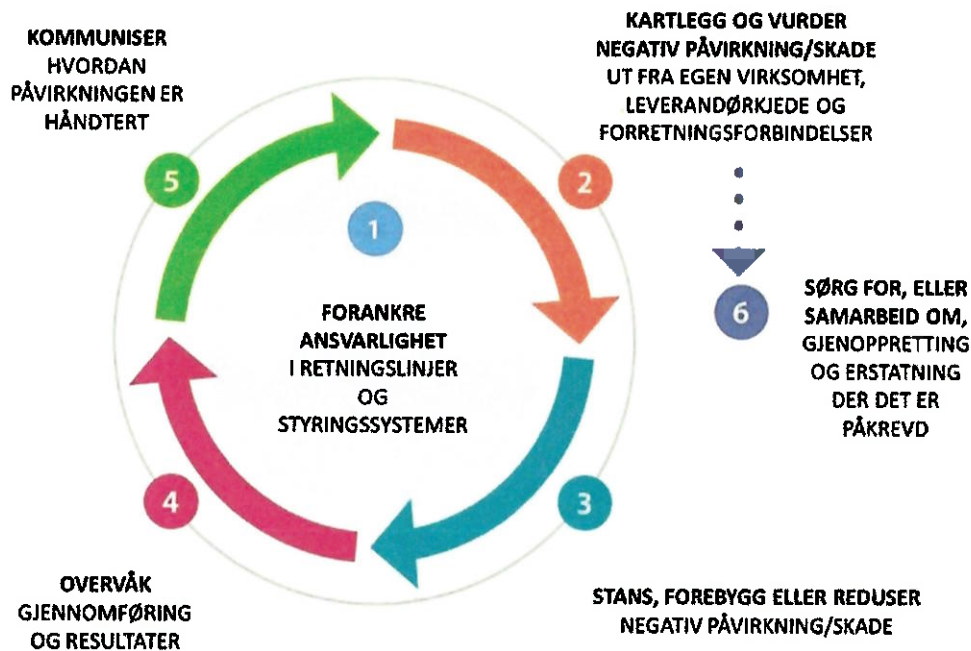 KOMMUNISER
HVORDAN
PÅVIRKNINGEN ER
HÅNDTERT
5
KARTLEGG OG VURDER
NEGATIV PÅVIRKNING/SKADE
UT FRA EGEN VIRKSOMHET,
LEVERANDØRKJEDE OG
FORRETNINGSFORBINDELSER
2
1
FORANKRE
ANSVARLIGHET
I RETNINGSLINJER
OG
STYRINGSSYSTEMER
6
SØRG FOR, ELLER
SAMARBEID OM,
GJENOPPRETTING
OG ERSTATNING
DER DET ER
PÅKREVD
4
OVERVÅK
GJENNOMFØRING
OG RESULTATER
3
STANS, FOREBYGG ELLER REDUSER
NEGATIV PÅVIRKNING/SKADE